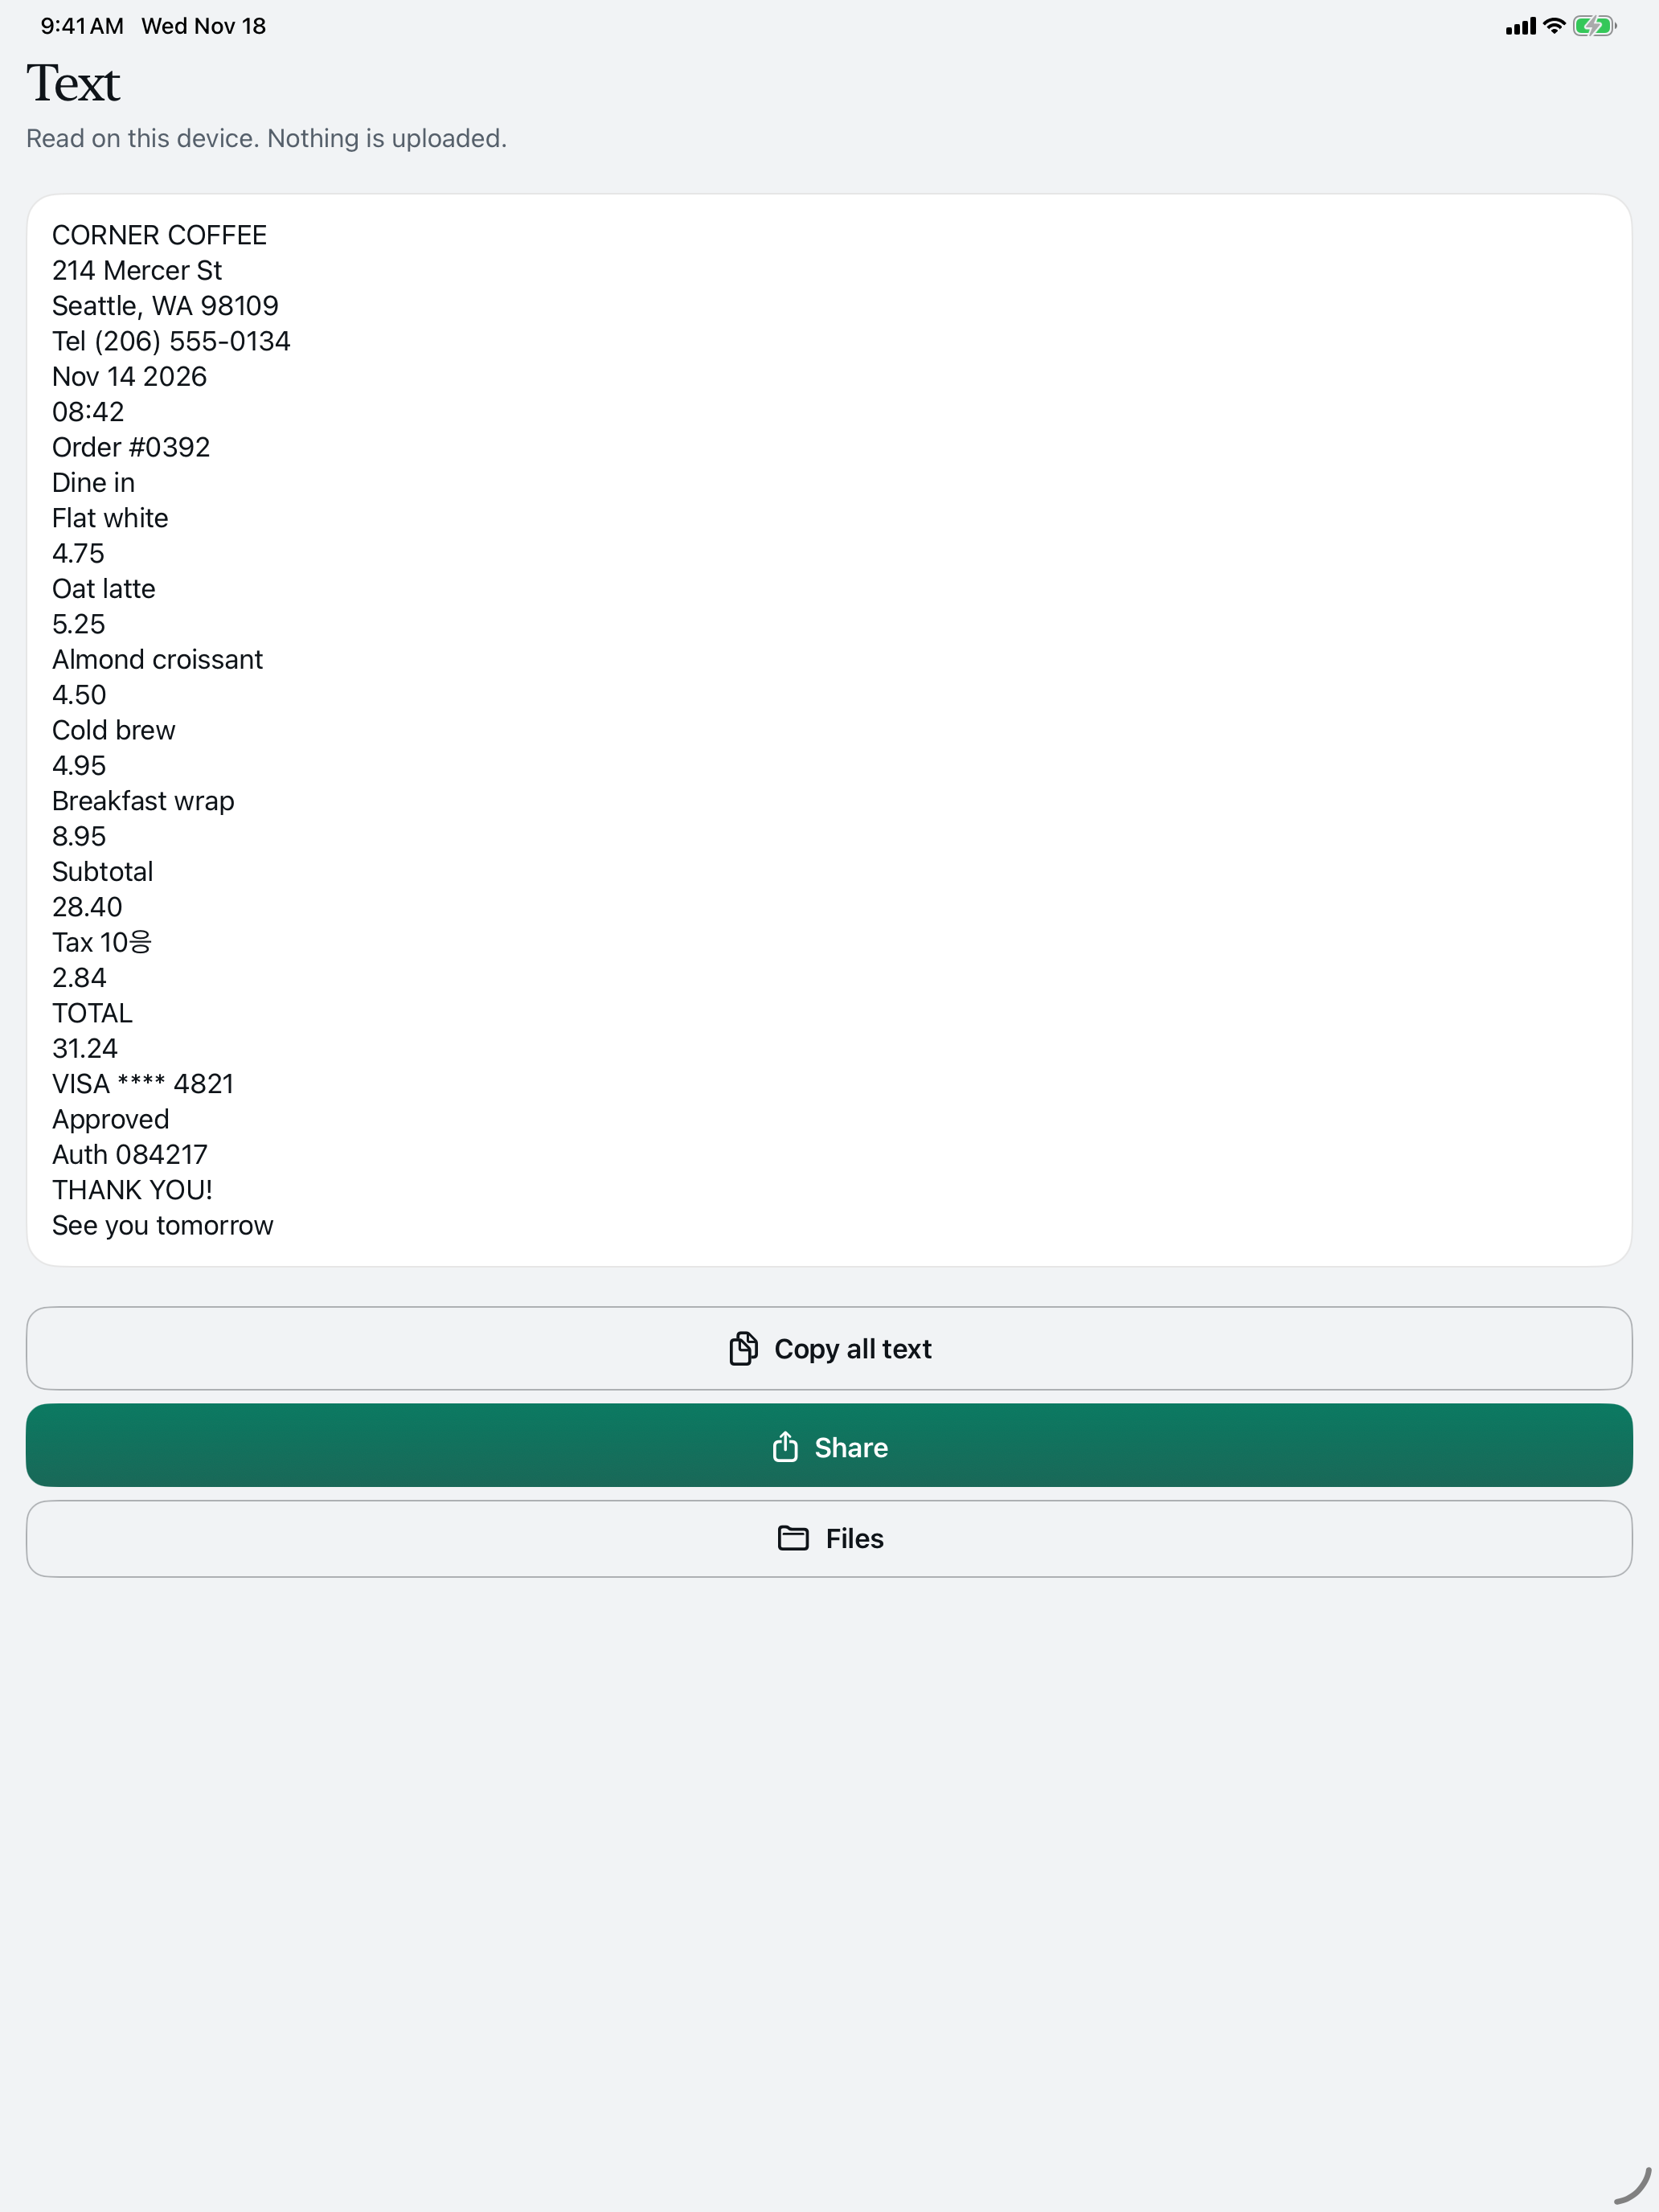 9:41 AM Wed Nov 18
Text
Read on this device. Nothing is uploaded.
CORNER COFFEE
214 Mercer St
Seattle, WA 98109
Tel (206) 555-0134
Nov 14 2026
08:42
Order #0392
Dine in
Flat white
4.75
Oat latte
5.25
Almond croissant
4.50
Cold brew
4.95
Breakfast wrap
8.95
Subtotal
28.40
Tax 10응
2.84
TOTAL
31.24
VISA **** 4821
Approved
Auth 084217
THANK YOU!
See you tomorrow
Copy all text
Share
Files